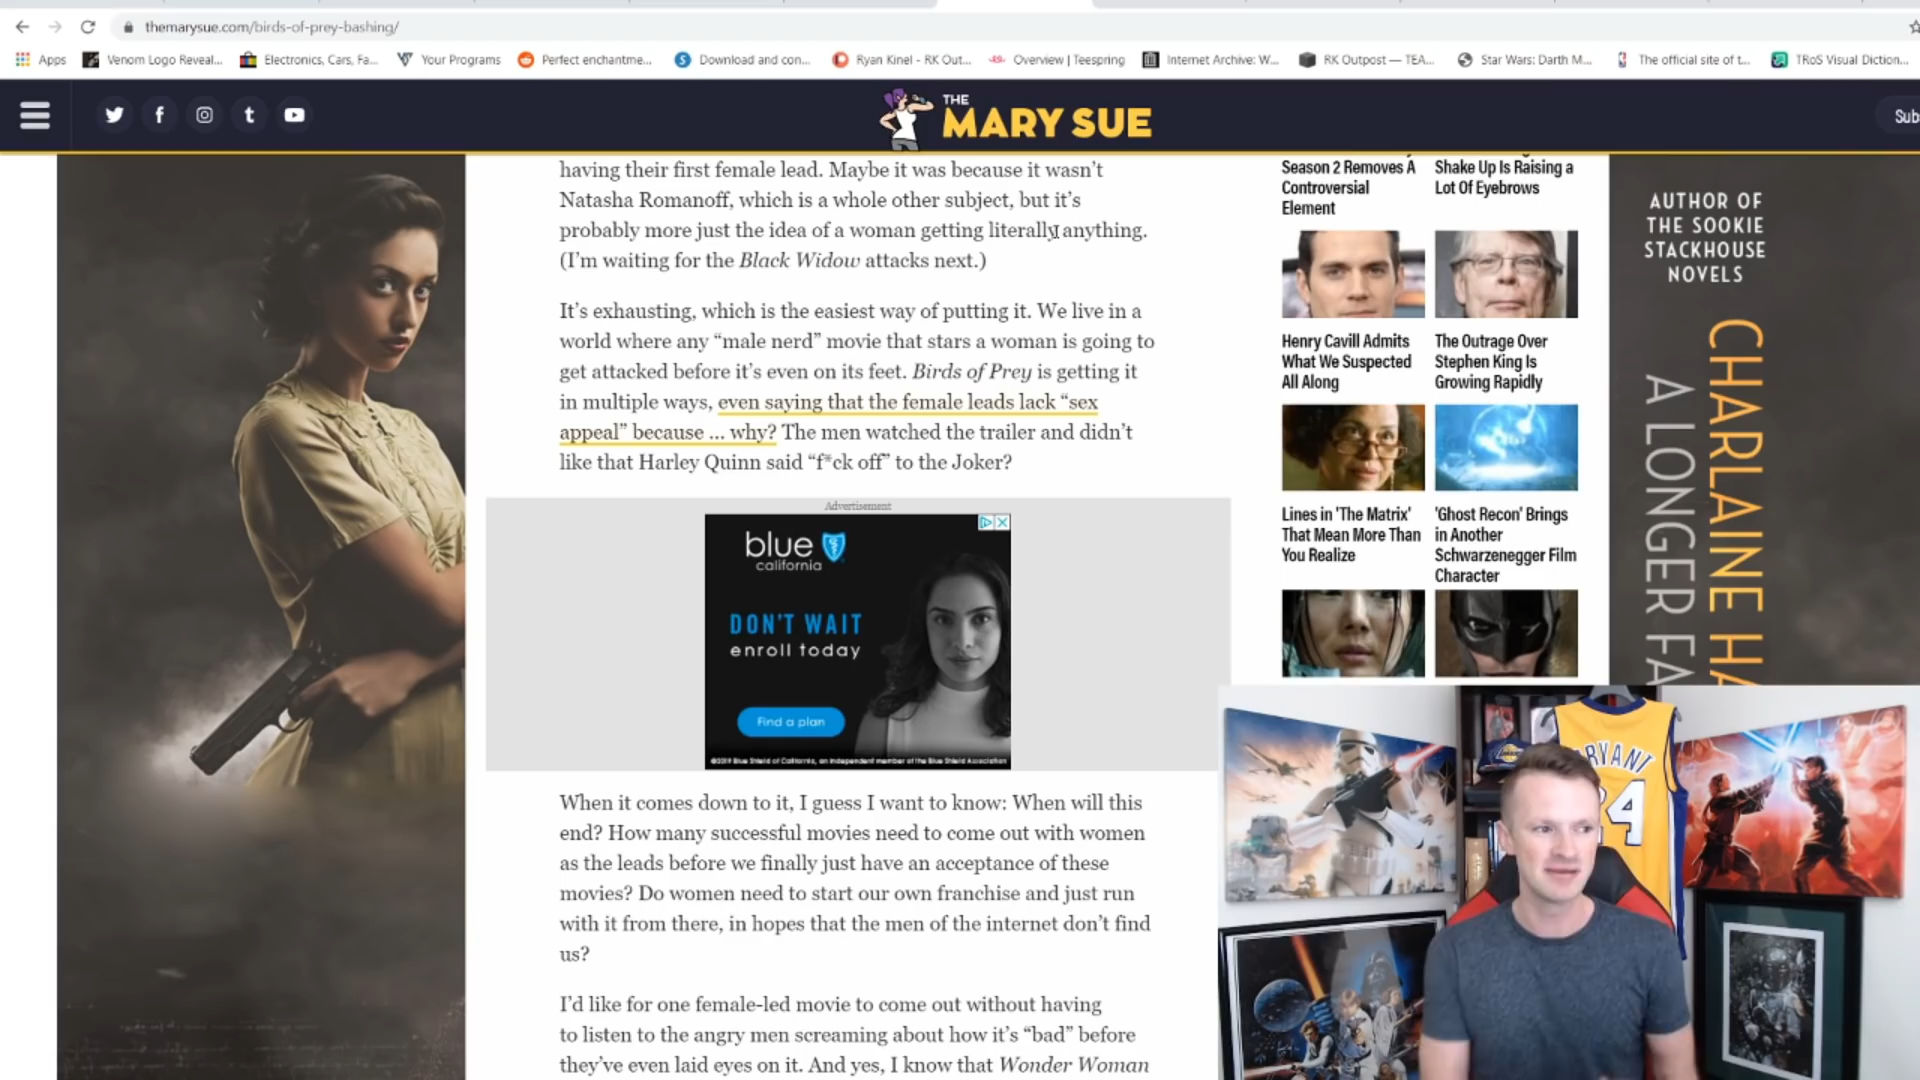 themarysue.com/birds-of-prey-bashing/
Apps
Venom Logo Reveal...
Electronics, Cars, Fa...
Your Programs
Perfect enchantme...
Download and con...
Ryan Kinel - RK Out...
Overview | Teespring
Internet Archive: W...
RK Outpost — TEA...
Star Wars: Darth M...
The official site of t...
TRoS Visual Diction...
THE
MARY SUE
Subs
having their first female lead. Maybe it was because it wasn't
Natasha Romanoff, which is a whole other subject, but it's
probably more just the idea of a woman getting literally anything.
(I'm waiting for the Black Widow attacks next.)
It's exhausting, which is the easiest way of putting it. We live in a
world where any “male nerd” movie that stars a woman is going to
get attacked before it's even on its feet. Birds of Prey is getting it
in multiple ways, even saying that the female leads lack “sex
appeal” because ... why? The men watched the trailer and didn't
like that Harley Quinn said “f*ck off” to the Joker?
Advertisement
blue
california
DON'T WAIT
enroll today
Find a plan
©2019 Blue Shield of California, an independent member of the Blue Shield Association
When it comes down to it, I guess I want to know: When will this
end? How many successful movies need to come out with women
as the leads before we finally just have an acceptance of these
movies? Do women need to start our own franchise and just run
with it from there, in hopes that the men of the internet don't find
us?
I'd like for one female-led movie to come out without having
to listen to the angry men screaming about how it's “bad” before
they've even laid eyes on it. And yes, I know that Wonder Woman
Season 2 Removes A
Controversial
Element
Shake Up Is Raising a
Lot Of Eyebrows
Henry Cavill Admits
What We Suspected
All Along
The Outrage Over
Stephen King Is
Growing Rapidly
Lines in 'The Matrix'
That Mean More Than
You Realize
'Ghost Recon' Brings
in Another
Schwarzenegger Film
Character
AUTHOR OF
THE SOOKIE
STACKHOUSE
NOVELS
CHARLAINE HA
A LONGER FA
RYANT
24